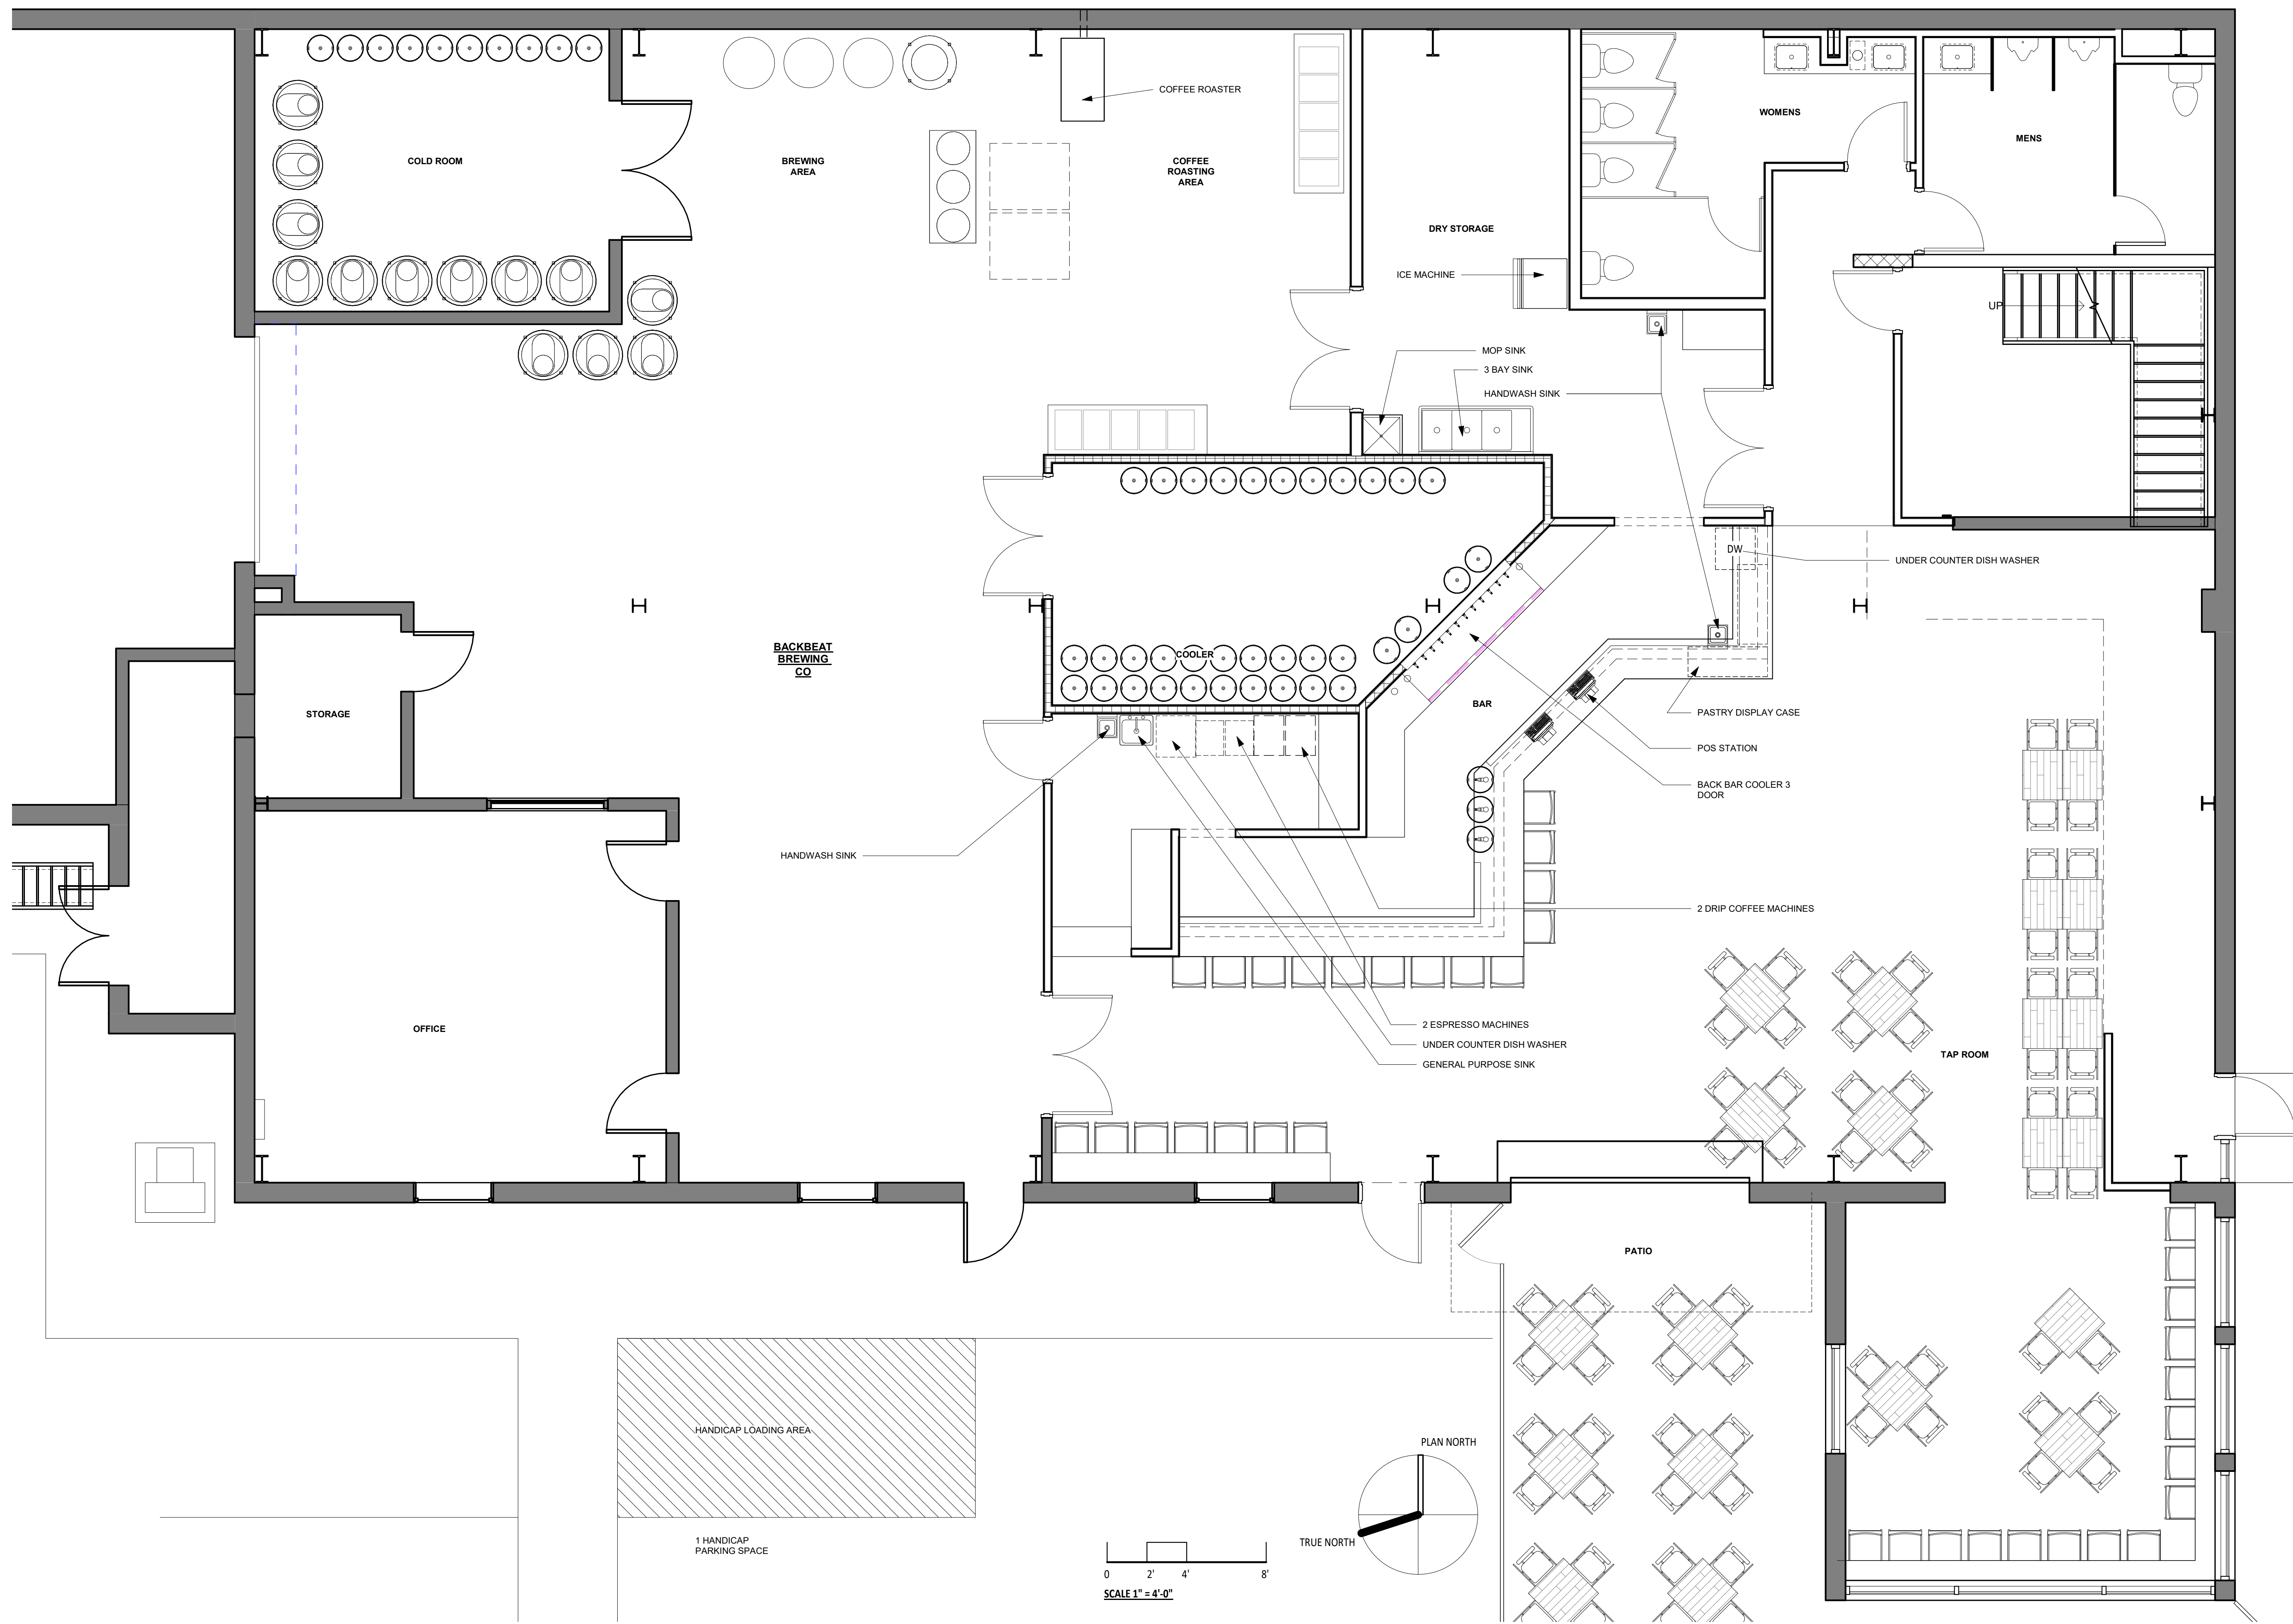 COFFEE ROASTER
WOMENS
MENS
COLD ROOM
BREWING
AREA
COFFEE
ROASTING
AREA
DRY STORAGE
ICE MACHINE
UP
MOP SINK
3 BAY SINK
HANDWASH SINK
DW
UNDER COUNTER DISH WASHER
BACKBEAT
BREWING
CO
COOLER
STORAGE
BAR
PASTRY DISPLAY CASE
POS STATION
BACK BAR COOLER 3
DOOR
HANDWASH SINK
2 DRIP COFFEE MACHINES
OFFICE
2 ESPRESSO MACHINES
UNDER COUNTER DISH WASHER
GENERAL PURPOSE SINK
TAP ROOM
PATIO
HANDICAP LOADING AREA
PLAN NORTH
TRUE NORTH
1 HANDICAP
PARKING SPACE
0 2' 4' 8'
SCALE 1" = 4'-0"